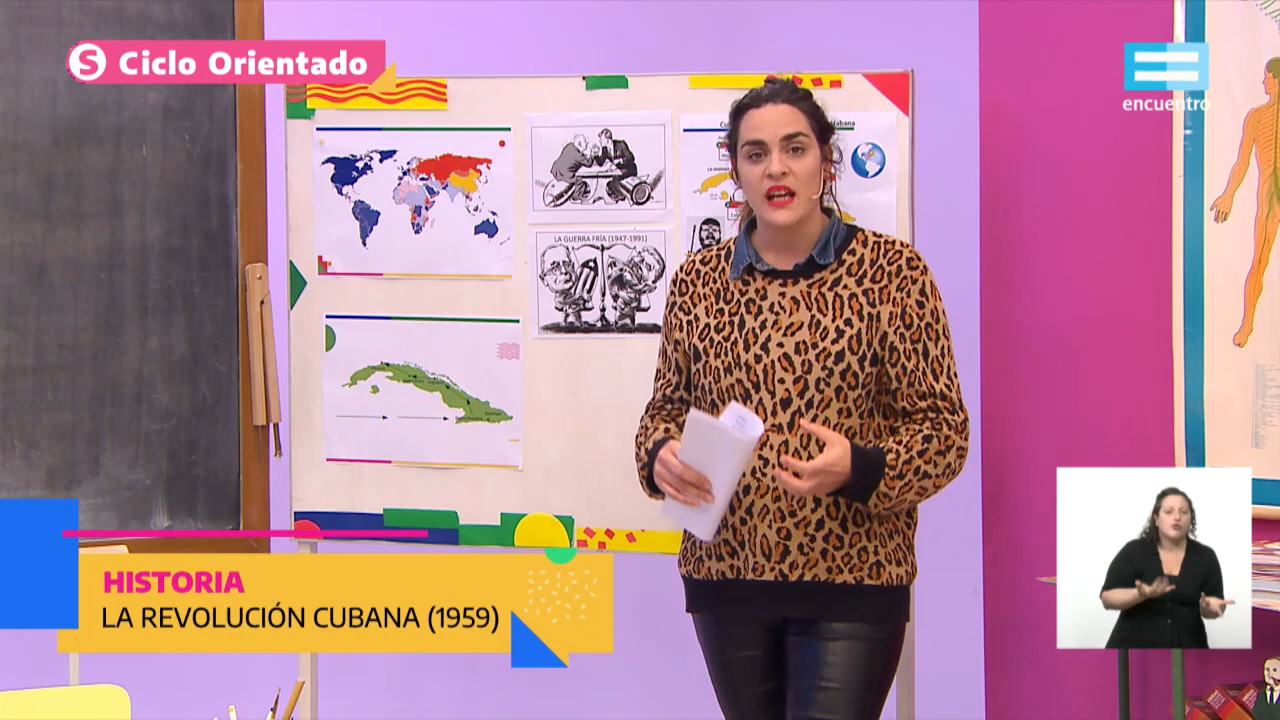 S Ciclo Orientado
encuentro
LA GUERRA FRÍA (1947-1991)
HISTORIA
LA REVOLUCIÓN CUBANA (1959)